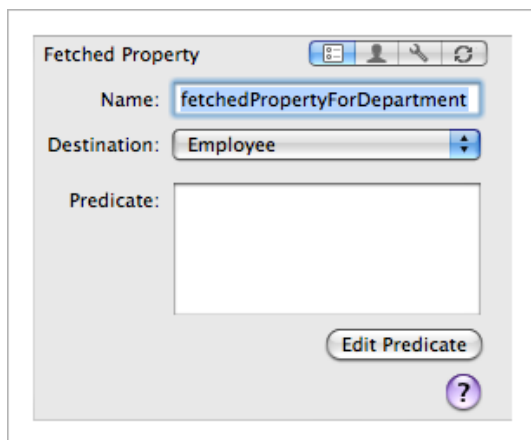 Fetched Property
Name: fetchedPropertyForDepartment
Destination: Employee
Predicate:
Edit Predicate
?